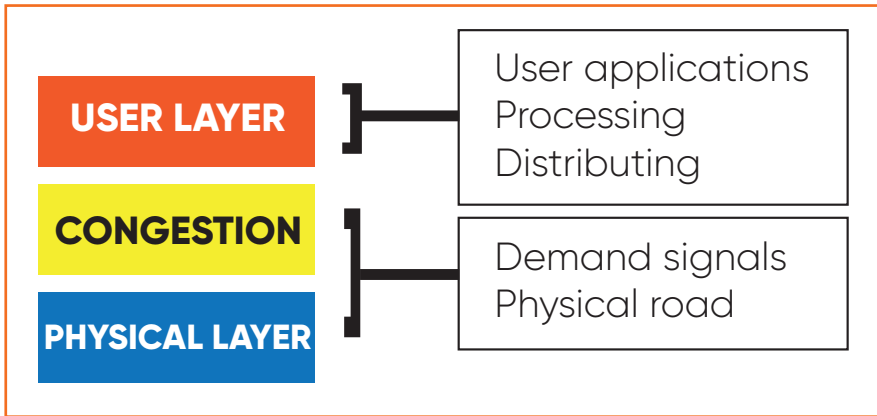 USER LAYER
User applications
Processing
Distributing
CONGESTION
PHYSICAL LAYER
Demand signals
Physical road